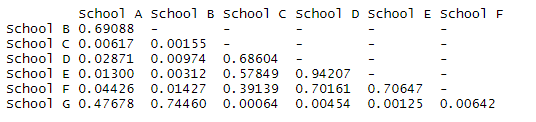 School A School B School C School D School E School F
School B 0.69088 - - - - -
School C 0.00617 0.00155 - - - -
School D 0.02871 0.00974 0.68604 - - -
School E 0.01300 0.00312 0.57849 0.94207 - -
School F 0.04426 0.01427 0.39139 0.70161 0.70647 -
School G 0.47678 0.74460 0.00064 0.00454 0.00125 0.00642